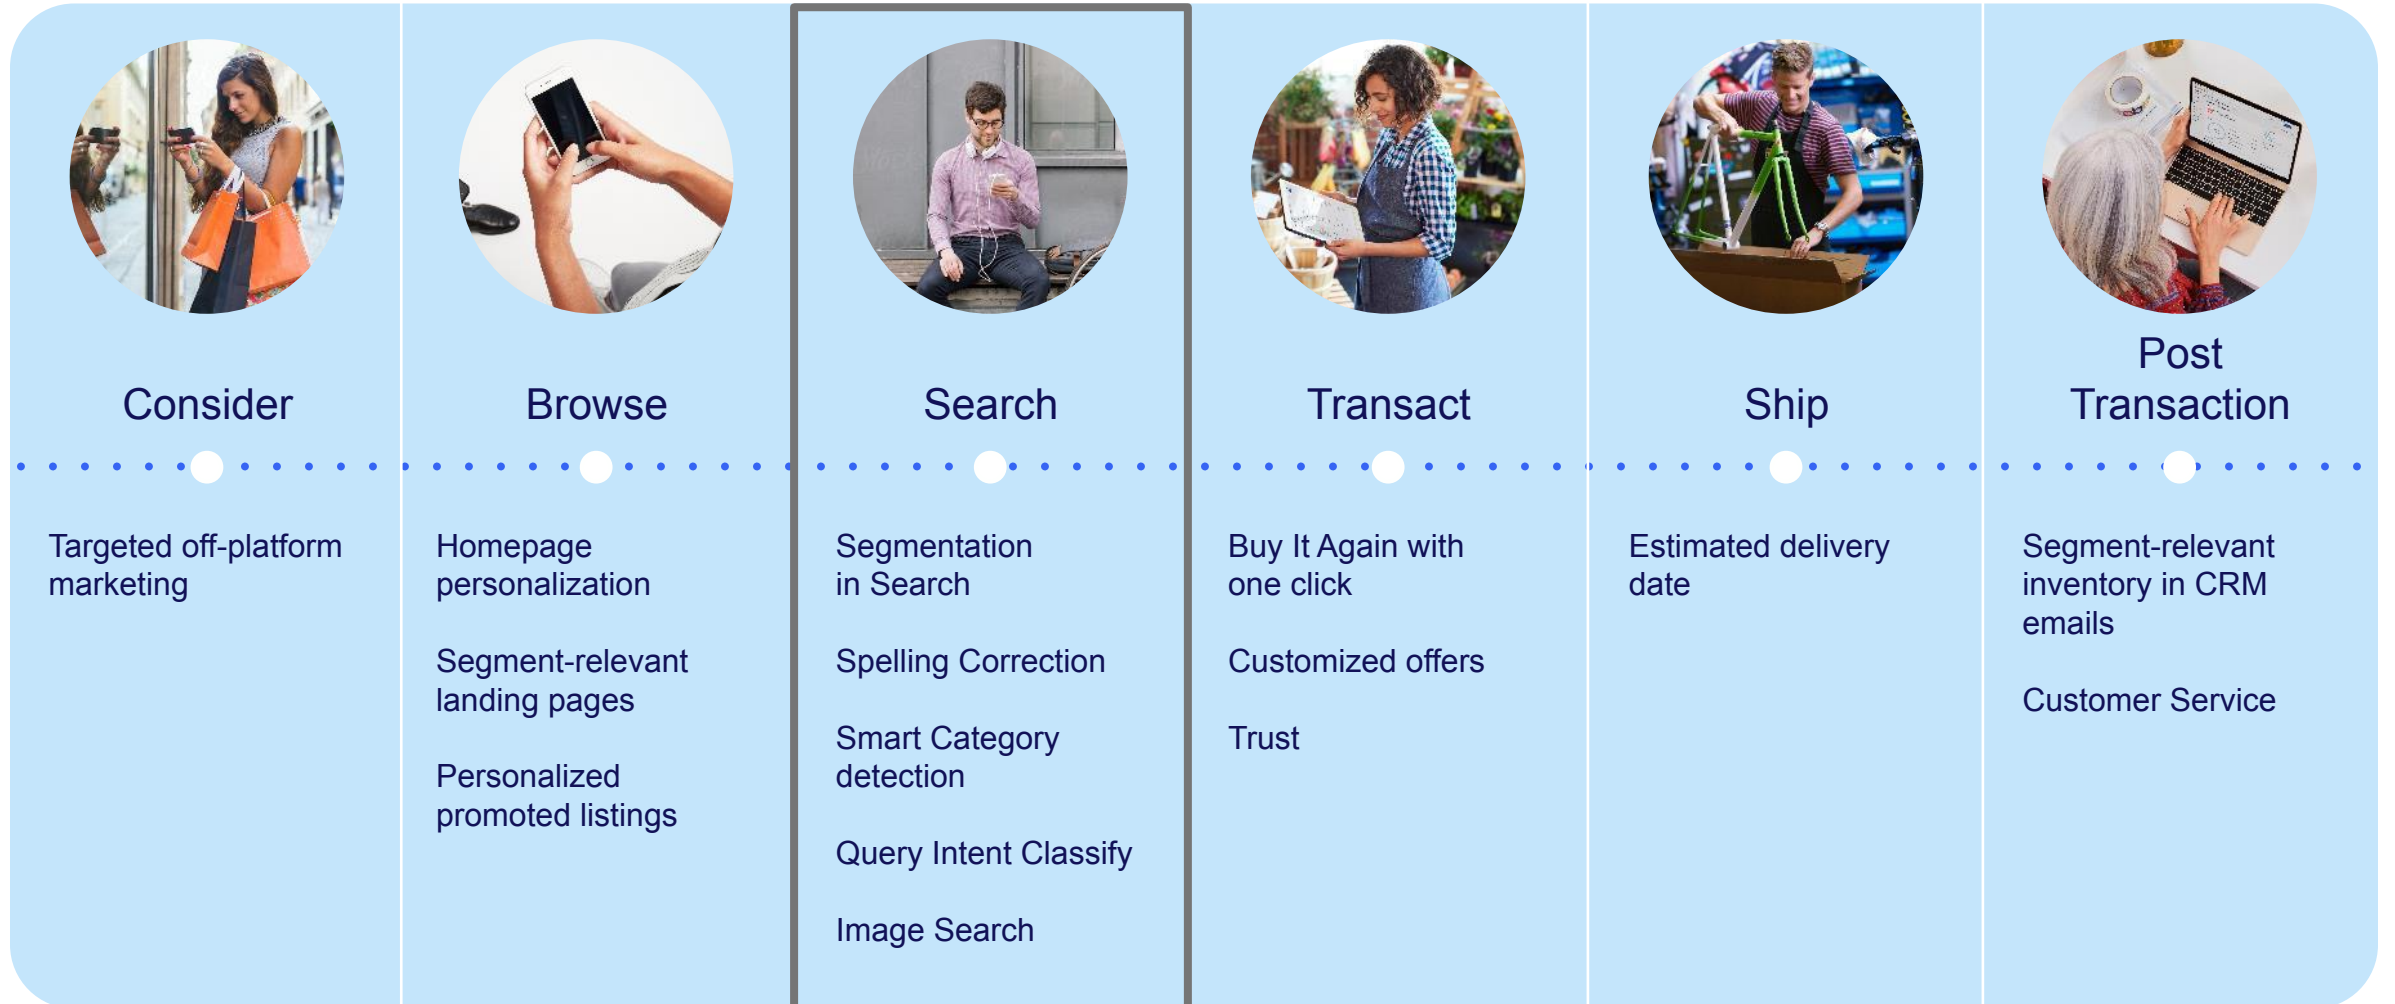 Consider
Targeted off-platform
marketing
Browse
Homepage
personalization
Segment-relevant
landing pages
Personalized
promoted listings
Search
Segmentation
in Search
Spelling Correction
Smart Category
detection
Query Intent Classify
Image Search
Transact
Buy It Again with
one click
Customized offers
Trust
Ship
Estimated delivery
date
Post
Transaction
Segment-relevant
inventory in CRM
emails
Customer Service